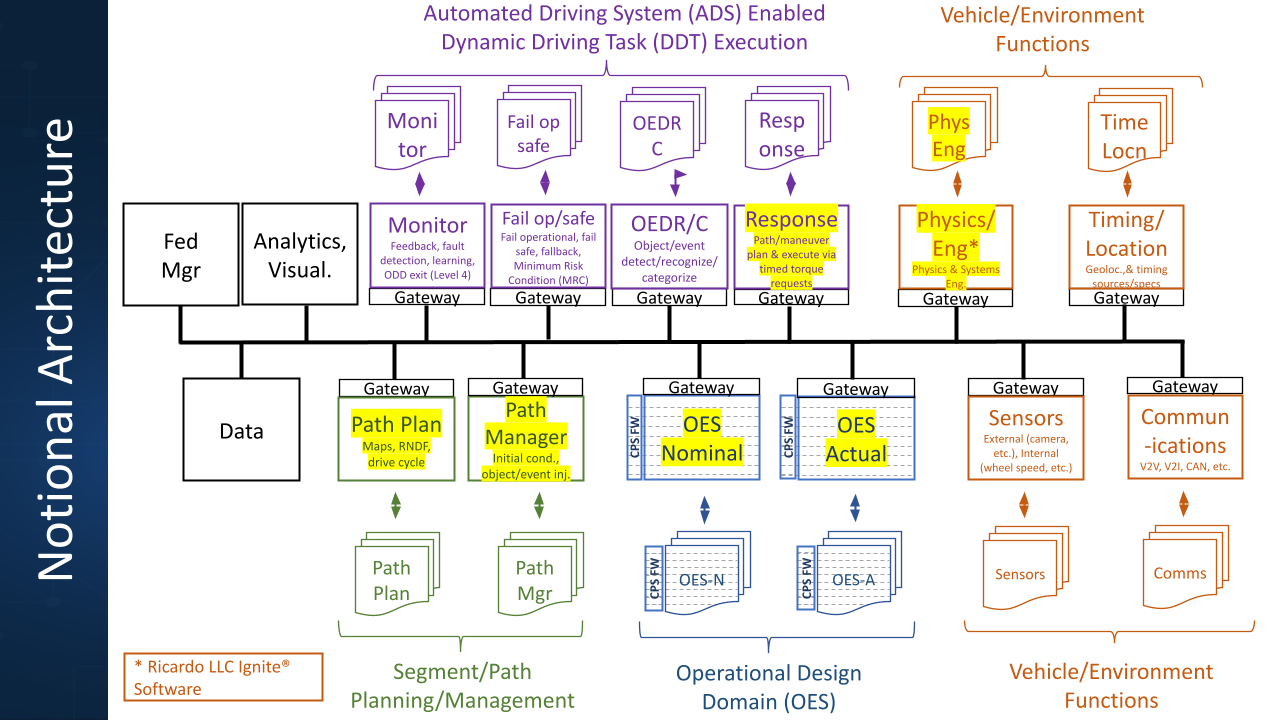 Notional Architecture
Automated Driving System (ADS) Enabled
Dynamic Driving Task (DDT) Execution
Vehicle/Environment
Functions
Moni
tor
Fail op
safe
OEDR
C
Resp
onse
Phys
Eng
Time
Locn
Fed
Mgr
Analytics,
Visual.
Monitor
Feedback, fault
detection, learning,
ODD exit (Level 4)
Gateway
Fail op/safe
Fail operational, fail
safe, fallback,
Minimum Risk
Condition (MRC)
Gateway
OEDR/C
Object/event
detect/recognize/
categorize
Gateway
Response
Path/maneuver
plan & execute via
timed torque
requests
Gateway
Physics/
Eng*
Physics & Systems
Eng.
Gateway
Timing/
Location
Geoloc.,& timing
sources/specs
Gateway
Data
Gateway
Path Plan
Maps, RNDF,
drive cycle
Gateway
Path
Manager
Initial cond.,
object/event inj.
Gateway
CPS FW
OES
Nominal
Gateway
CPS FW
OES
Actual
Gateway
Sensors
External (camera,
etc.), Internal
(wheel speed, etc.)
Gateway
Commun
-ications
V2V, V2I, CAN, etc.
Path
Plan
Path
Mgr
CPS FW
OES-N
CPS FW
OES-A
Sensors
Comms
* Ricardo LLC Ignite®
Software
Segment/Path
Planning/Management
Operational Design
Domain (OES)
Vehicle/Environment
Functions